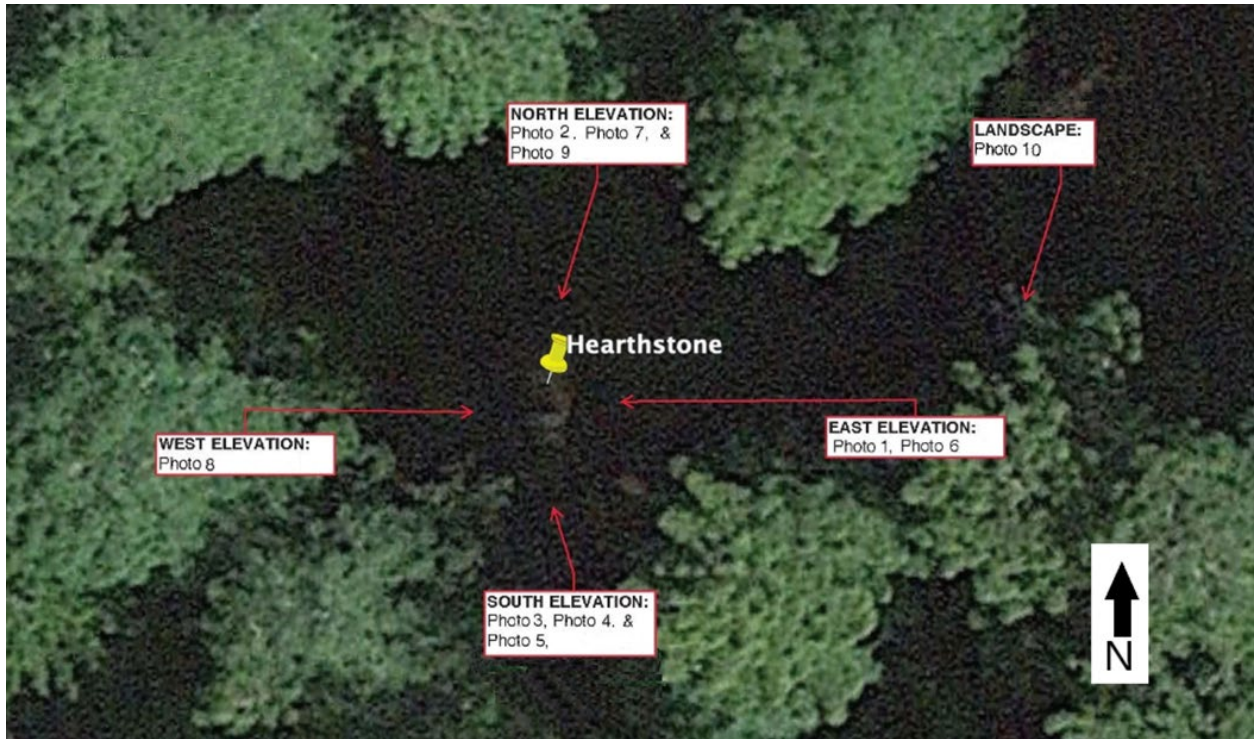 NORTH ELEVATION:
Photo 2, Photo 7, &
Photo 9
LANDSCAPE:
Photo 10
Hearthstone
WEST ELEVATION:
Photo 8
EAST ELEVATION:
Photo 1, Photo 6
SOUTH ELEVATION:
Photo 3, Photo 4, &
Photo 5,
N